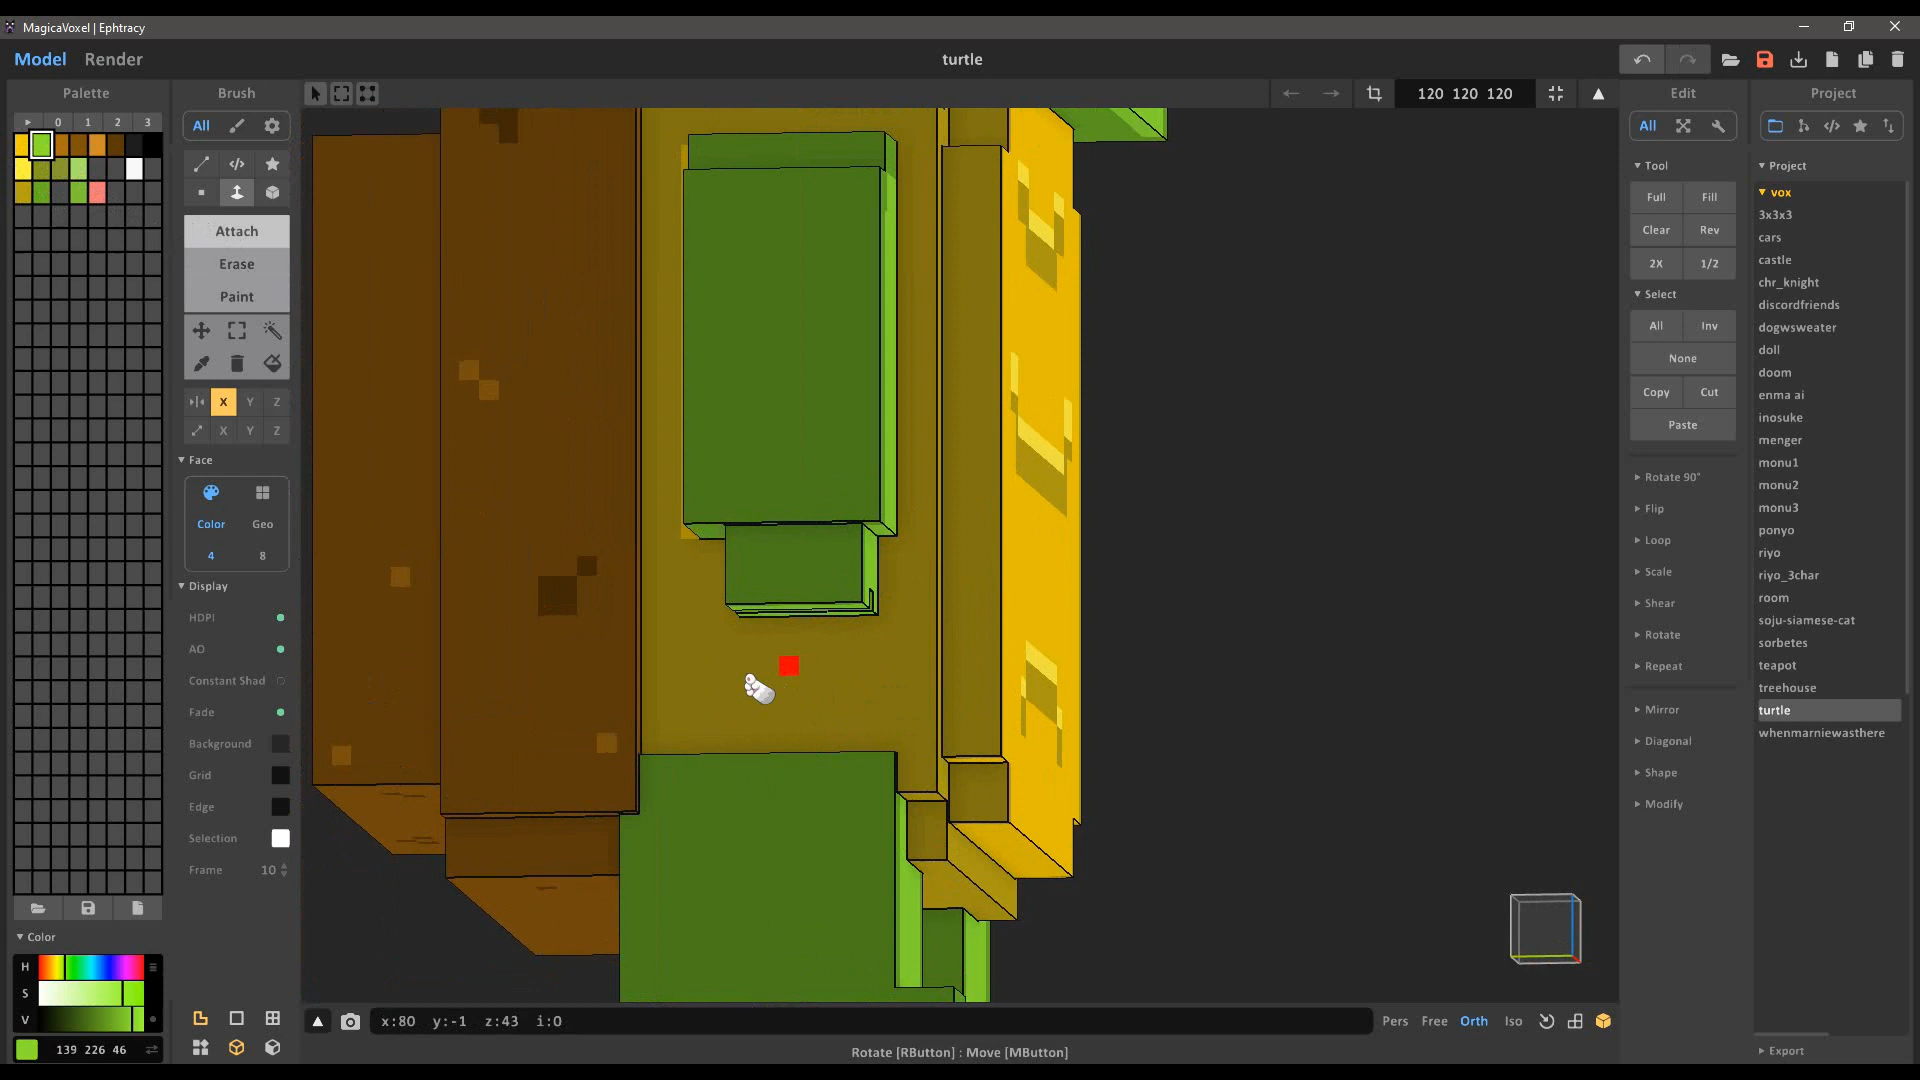 MagicaVoxel | Ephtracy
Model Render
turtle
Palette
Brush
120 120 120
Edit
Project
0 1 2 3
All
All
Tool
Full Fill
Clear Rev
2X 1/2
Select
All Inv
None
Copy Cut
Paste
Rotate 90°
Flip
Loop
Scale
Shear
Rotate
Repeat
Mirror
Diagonal
Shape
Modify
Project
vox
3x3x3
cars
castle
chr_knight
discordfriends
dogwsweater
doll
doom
enma ai
inosuke
menger
monu1
monu2
monu3
ponyo
riyo
riyo_3char
room
soju-siamese-cat
sorbetes
teapot
treehouse
turtle
whenmarniewasthere
Export
Attach
Erase
Paint
X Y Z
X Y Z
Face
Color Geo
4 8
Display
HDPI
AO
Constant Shad
Fade
Background
Grid
Edge
Selection
Frame 10
Color
H
S
V
139 226 46
x:80 y:-1 z:43 i:0
Pers Free Orth Iso
Rotate [RButton] : Move [MButton]